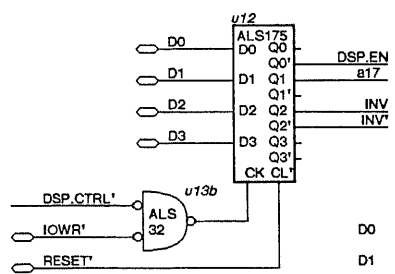 u12
ALS175
D0 D0 Q0
Q0' DSP.EN
D1 D1 Q1 a17
Q1'
D2 D2 Q2 INV
Q2' INV'
D3 D3 Q3
Q3'
CK CL'
DSP.CTRL' u13b
ALS
32
IOWR' D0
RESET' D1